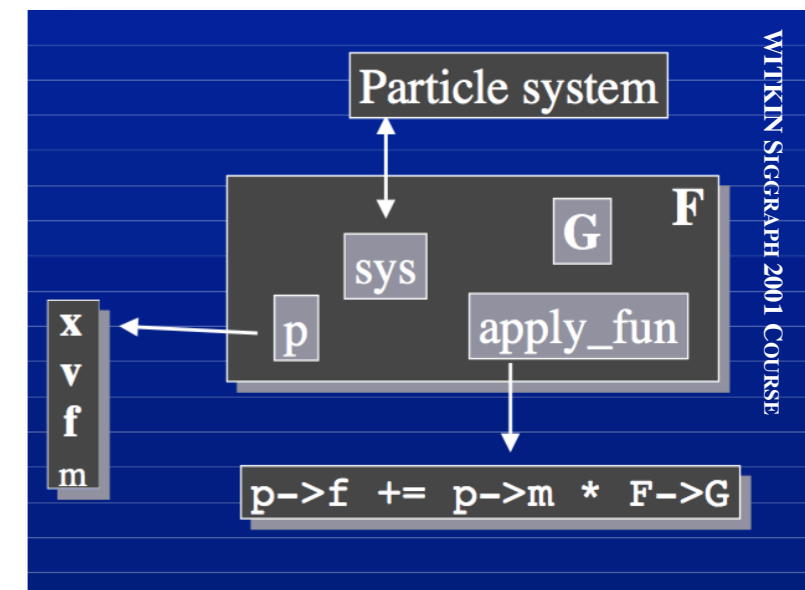 Particle system
F
G
sys
p
apply_fun
x
v
f
m
p->f += p->m * F->G
WITKIN SIGGRAPH 2001 COURSE